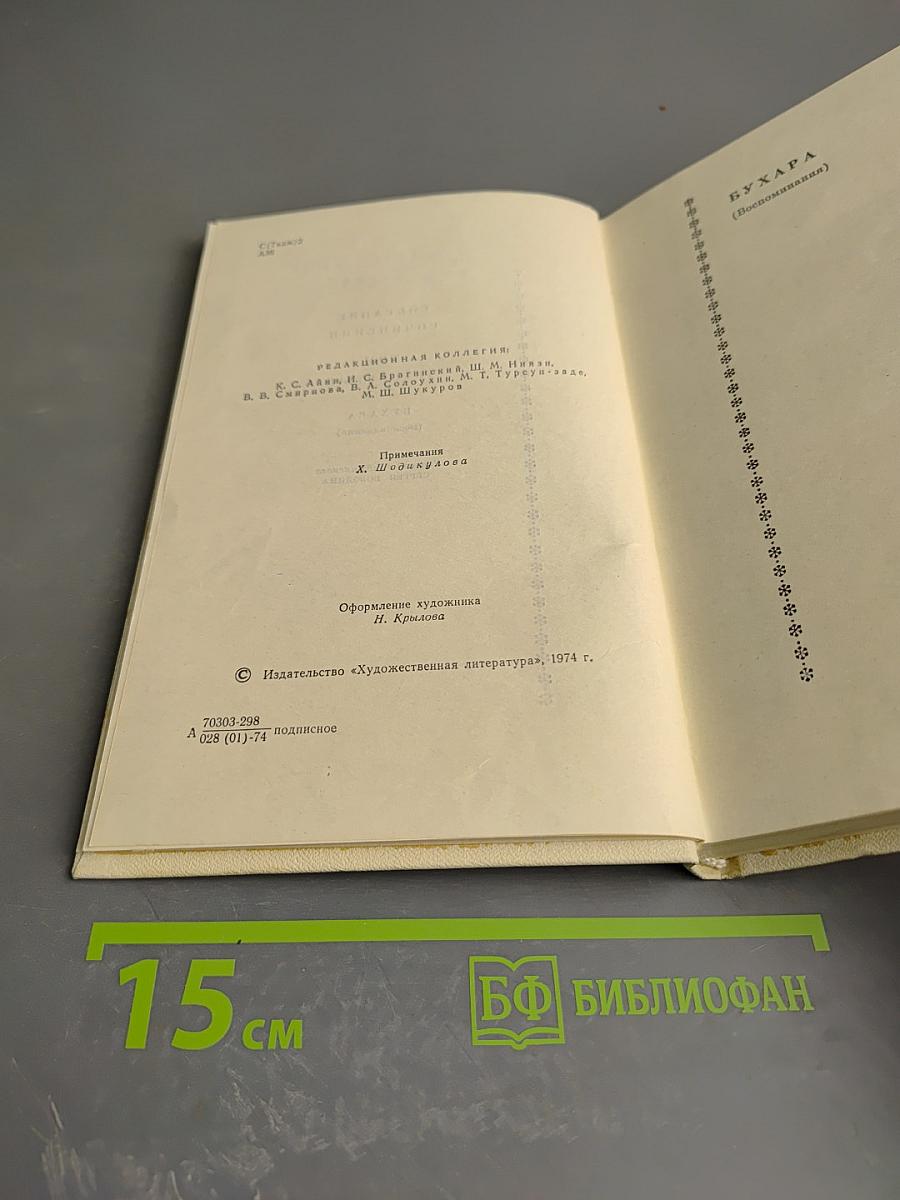 С(Тадж)2
А36
РЕДАКЦИОННАЯ КОЛЛЕГИЯ:
К. С. Айни, И. С. Брагинский, Ш. М. Ниязи,
В. В. Смирнова, В. А. Солоухин, М. Т. Турсун-заде,
М. Ш. Шукуров
Примечания
Х. Шодикулова
Оформление художника
Н. Крылова
© Издательство «Художественная литература», 1974 г.
А 70303-298
028 (01)-74 подписное
БУХАРА
(Воспоминания)
15 см
БФ БИБЛИОФАН